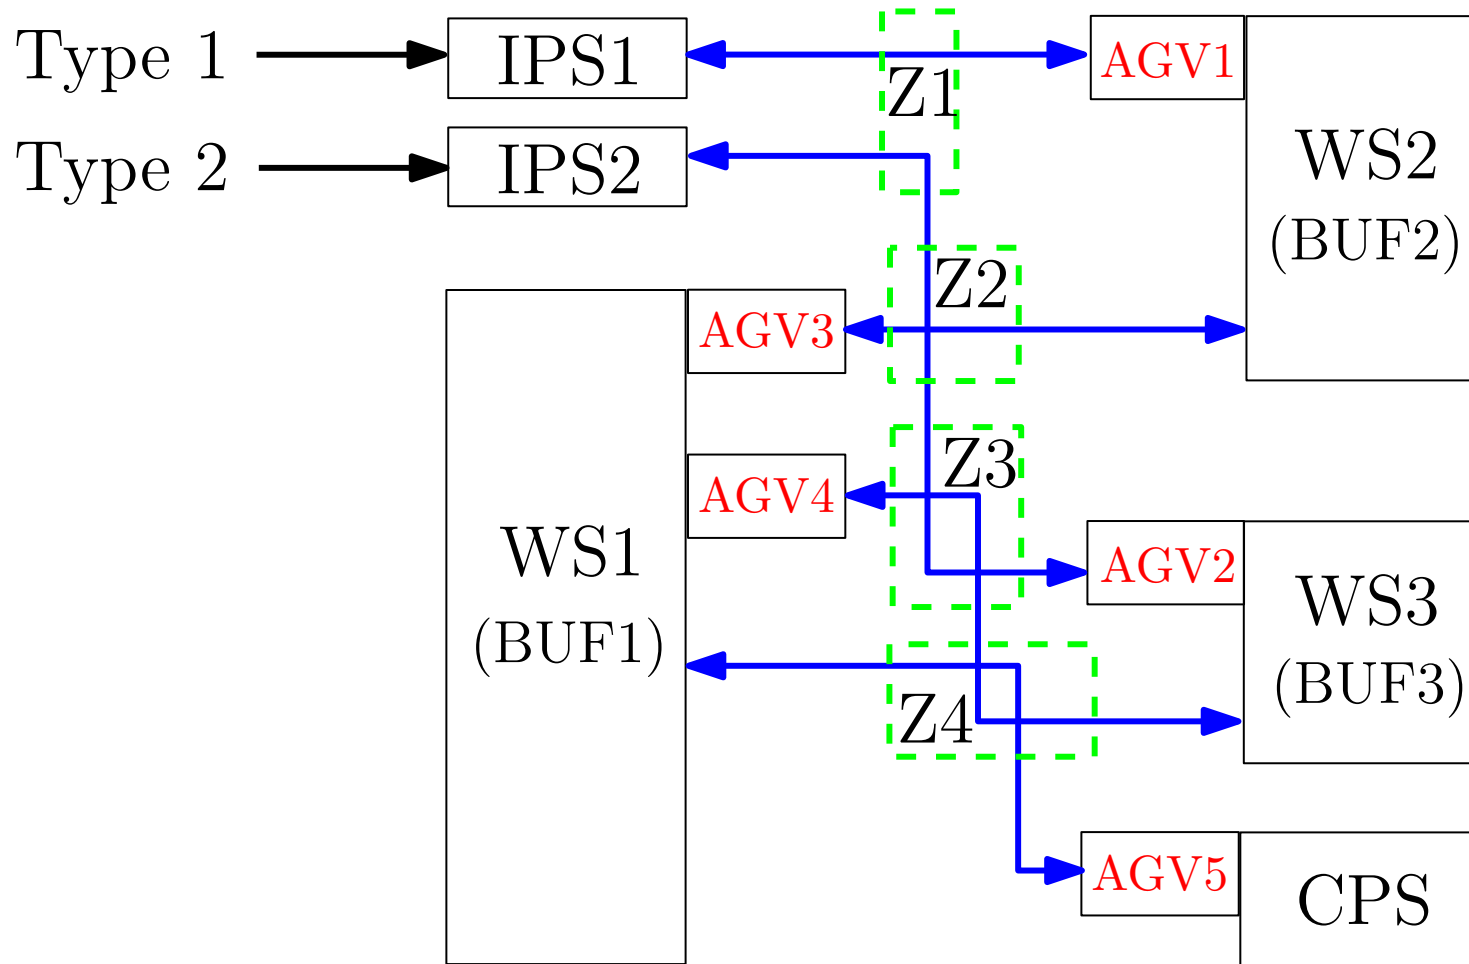 Type 1
IPS1
Z1
AGV1
Type 2
IPS2
WS2
(BUF2)
Z2
AGV3
Z3
AGV4
WS1
(BUF1)
AGV2
WS3
(BUF3)
Z4
AGV5
CPS